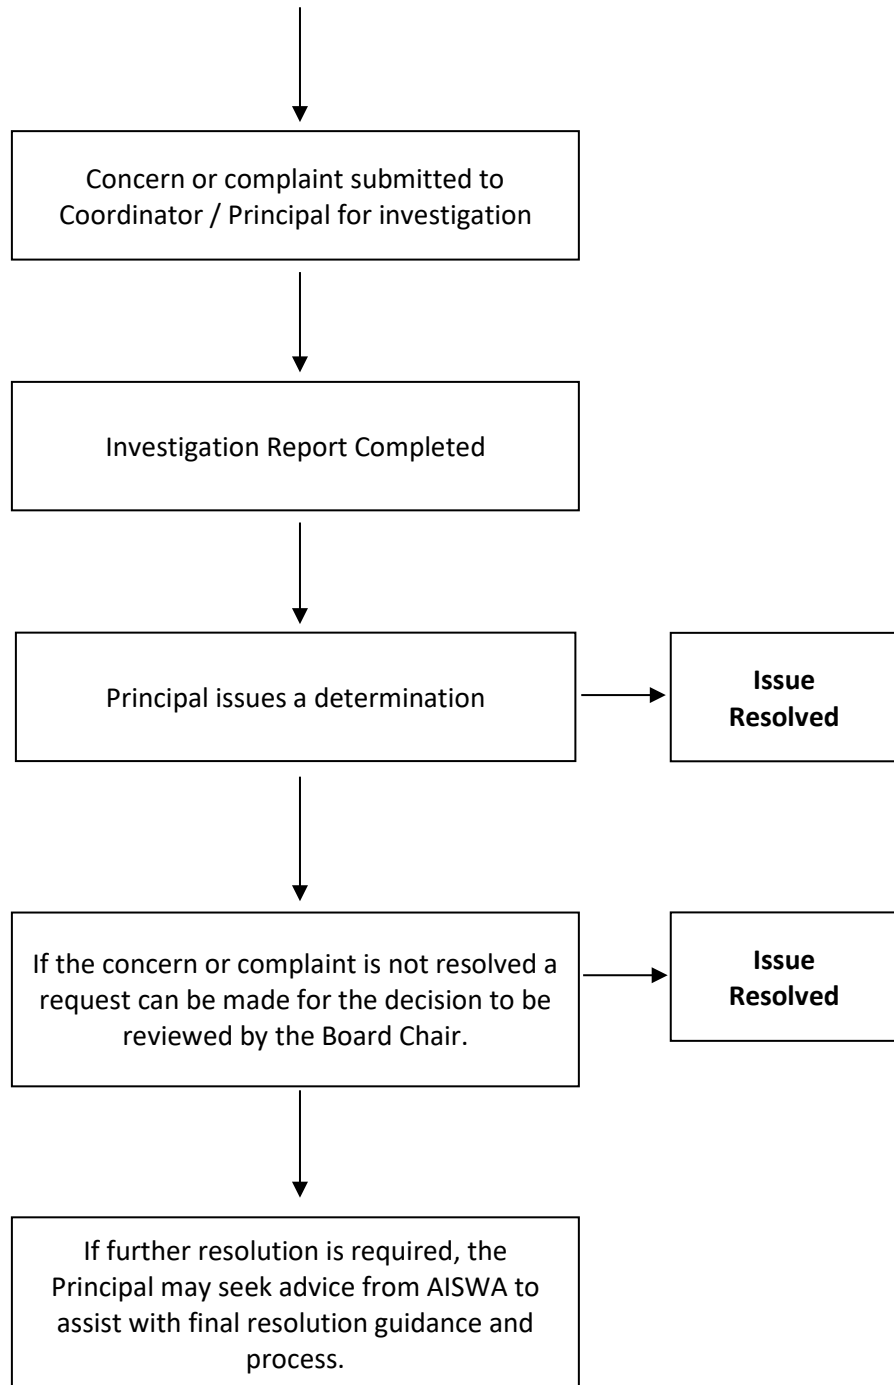 Concern or complaint submitted to
Coordinator / Principal for investigation
Investigation Report Completed
Principal issues a determination
Issue
Resolved
If the concern or complaint is not resolved a
request can be made for the decision to be
reviewed by the Board Chair.
Issue
Resolved
If further resolution is required, the
Principal may seek advice from AISWA to
assist with final resolution guidance and
process.